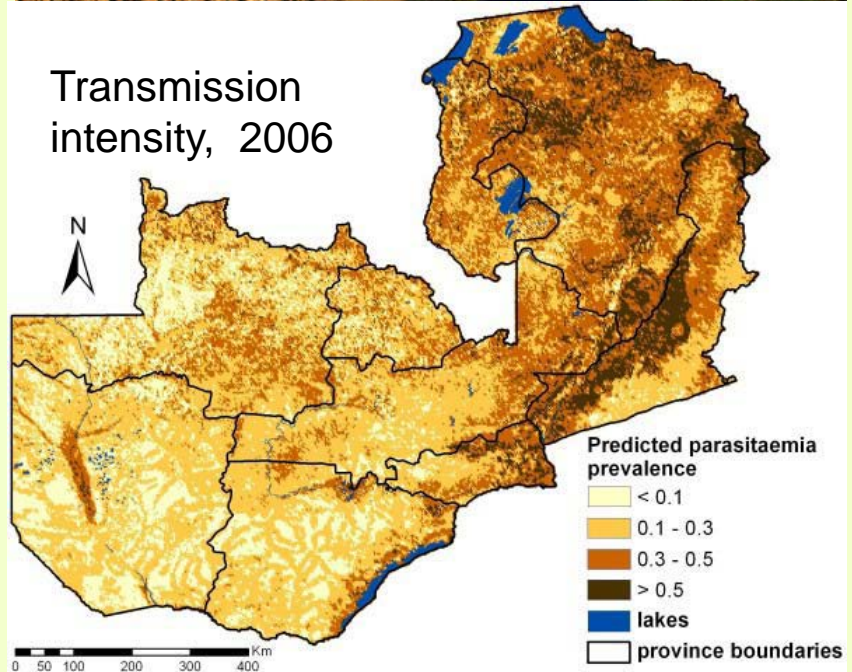 Transmission
intensity, 2006
N
Predicted parasitaemia
prevalence
< 0.1
0.1 - 0.3
0.3 - 0.5
> 0.5
lakes
province boundaries
Km
0 50 100 200 300 400